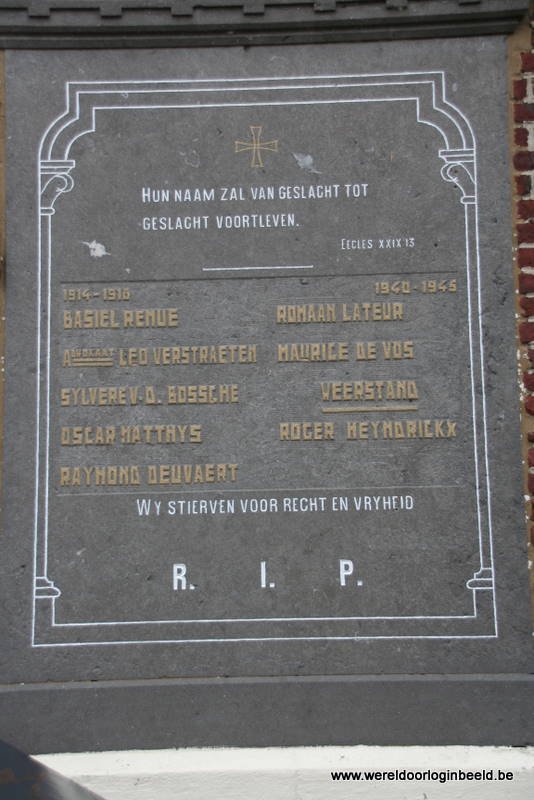 HUN NAAM ZAL VAN GESLACHT TOT
GESLACHT VOORTLEVEN.
ECCLES XXIX 13
1914-1918
BASIEL REMUE
ADVOKAAT LEO VERSTRAETEN
SYLVERE V.D. BOSSCHE
OSCAR MATTHYS
RAYMOND DEUVAERT
1940-1945
ROMAAN LATEUR
MAURICE DE VOS
WEERSTAND
ROGER HEYNDRICKX
WY STIERVEN VOOR RECHT EN VRYHEID
R. I. P.
www.wereldoorloginbeeld.be